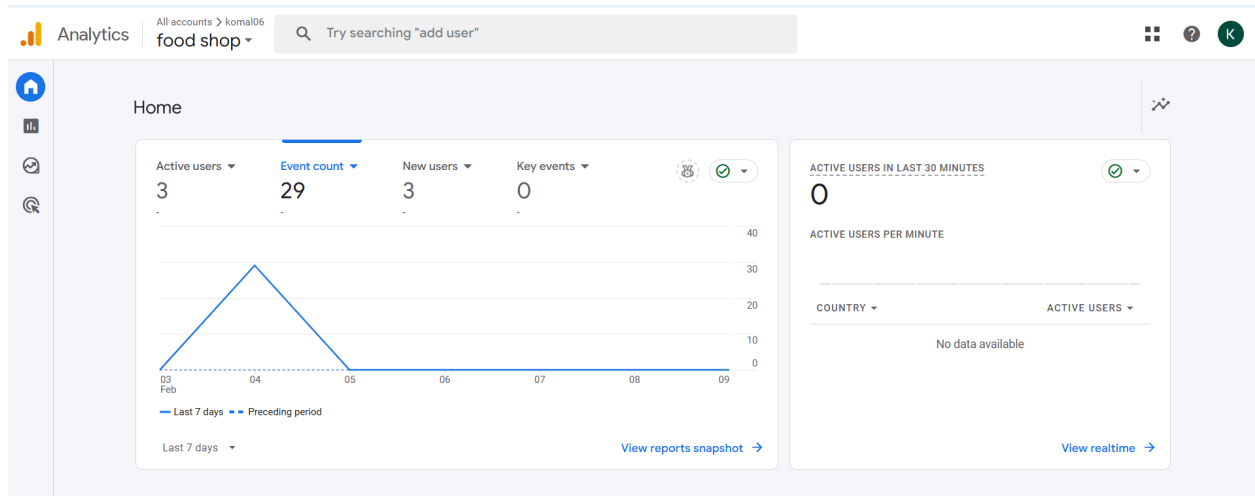 Analytics
All accounts > komal06
food shop
Try searching "add user"
K
Home
Active users
3
-
Event count
29
-
New users
3
-
Key events
0
-
40
30
20
10
0
03
Feb
04
05
06
07
08
09
Last 7 days
Preceding period
Last 7 days
View reports snapshot
ACTIVE USERS IN LAST 30 MINUTES
0
ACTIVE USERS PER MINUTE
COUNTRY
ACTIVE USERS
No data available
View realtime